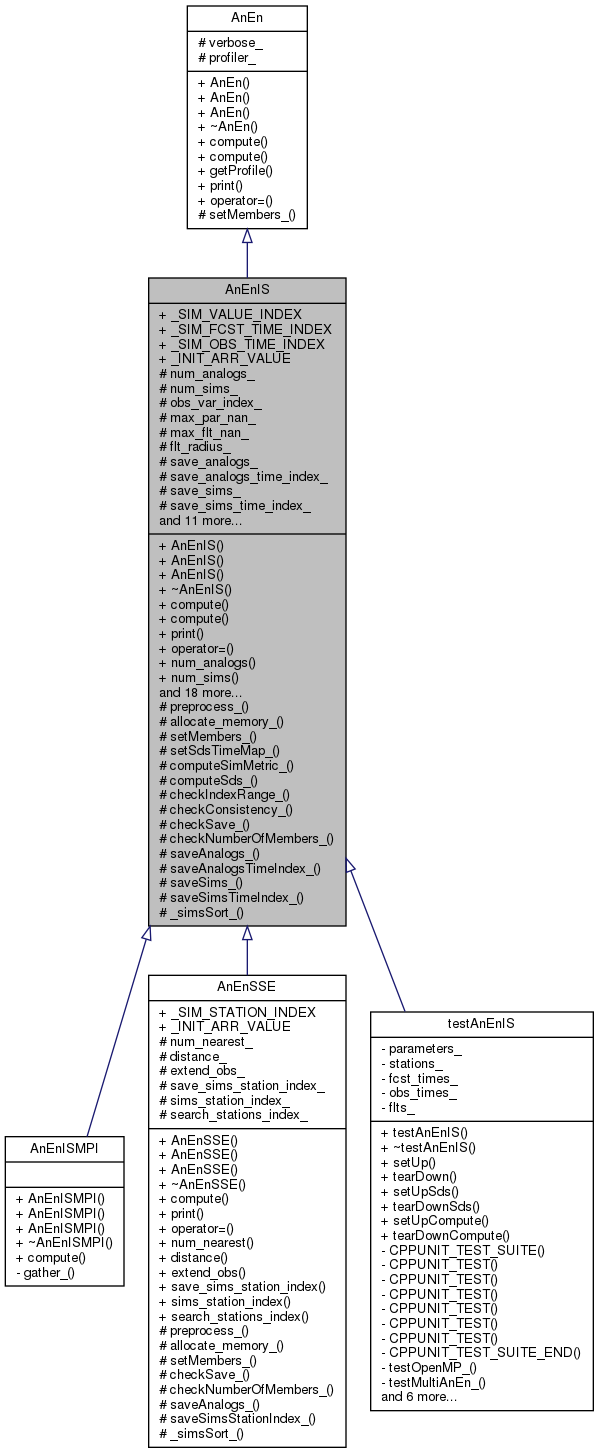 AnEn
# verbose_
# profiler_
+ AnEn()
+ AnEn()
+ AnEn()
+ ~AnEn()
+ compute()
+ compute()
+ getProfile()
+ print()
+ operator=()
# setMembers_()
AnEnIS
+ _SIM_VALUE_INDEX
+ _SIM_FCST_TIME_INDEX
+ _SIM_OBS_TIME_INDEX
+ _INIT_ARR_VALUE
# num_analogs_
# num_sims_
# obs_var_index_
# max_par_nan_
# max_flt_nan_
# flt_radius_
# save_analogs_
# save_analogs_time_index_
# save_sims_
# save_sims_time_index_
and 11 more...
+ AnEnIS()
+ AnEnIS()
+ AnEnIS()
+ ~AnEnIS()
+ compute()
+ compute()
+ print()
+ operator=()
+ num_analogs()
+ num_sims()
and 18 more...
# preprocess_()
# allocate_memory_()
# setMembers_()
# setSdsTimeMap_()
# computeSimMetric_()
# computeSds_()
# checkIndexRange_()
# checkConsistency_()
# checkSave_()
# checkNumberOfMembers_()
# saveAnalogs_()
# saveAnalogsTimeIndex_()
# saveSims_()
# saveSimsTimeIndex_()
# _simsSort_()
AnEnISMPI
+ AnEnISMPI()
+ AnEnISMPI()
+ AnEnISMPI()
+ ~AnEnISMPI()
+ compute()
- gather_()
AnEnSSE
+ _SIM_STATION_INDEX
+ _INIT_ARR_VALUE
# num_nearest_
# distance_
# extend_obs_
# save_sims_station_index_
# sims_station_index_
# search_stations_index_
+ AnEnSSE()
+ AnEnSSE()
+ AnEnSSE()
+ ~AnEnSSE()
+ compute()
+ print()
+ operator=()
+ num_nearest()
+ distance()
+ extend_obs()
+ save_sims_station_index()
+ sims_station_index()
+ search_stations_index()
# preprocess_()
# allocate_memory_()
# setMembers_()
# checkSave_()
# checkNumberOfMembers_()
# saveAnalogs_()
# saveSimsStationIndex_()
# _simsSort_()
testAnEnIS
- parameters_
- stations_
- fcst_times_
- obs_times_
- flts_
+ testAnEnIS()
+ ~testAnEnIS()
+ setUp()
+ tearDown()
+ setUpSds()
+ tearDownSds()
+ setUpCompute()
+ tearDownCompute()
- CPPUNIT_TEST_SUITE()
- CPPUNIT_TEST()
- CPPUNIT_TEST()
- CPPUNIT_TEST()
- CPPUNIT_TEST()
- CPPUNIT_TEST()
- CPPUNIT_TEST()
- CPPUNIT_TEST_SUITE_END()
- testOpenMP_()
- testMultiAnEn_()
and 6 more...